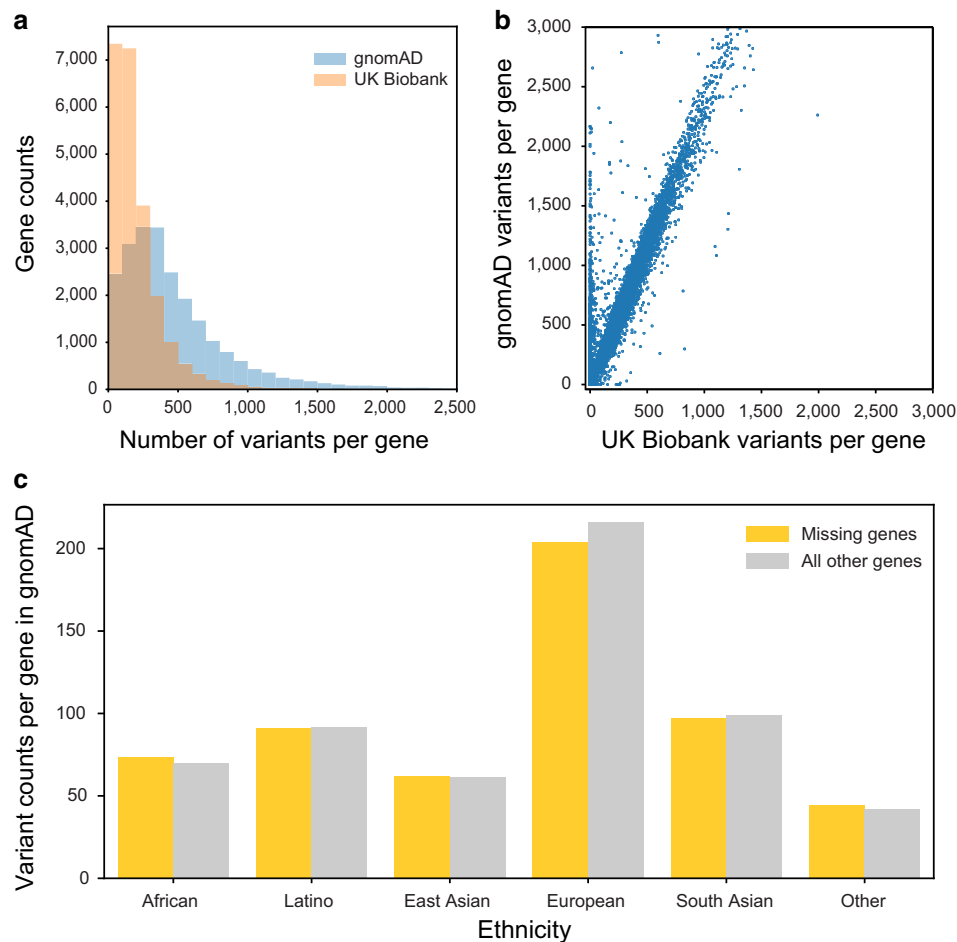 a
7,000
6,000
5,000
4,000
3,000
2,000
1,000
0
Gene counts
gnomAD
UK Biobank
0 500 1,000 1,500 2,000 2,500
Number of variants per gene
b
3,000
2,500
2,000
1,500
1,000
500
0
gnomAD variants per gene
0 500 1,000 1,500 2,000 2,500 3,000
UK Biobank variants per gene
c
200
150
100
50
0
Variant counts per gene in gnomAD
Missing genes
All other genes
African Latino East Asian European South Asian Other
Ethnicity